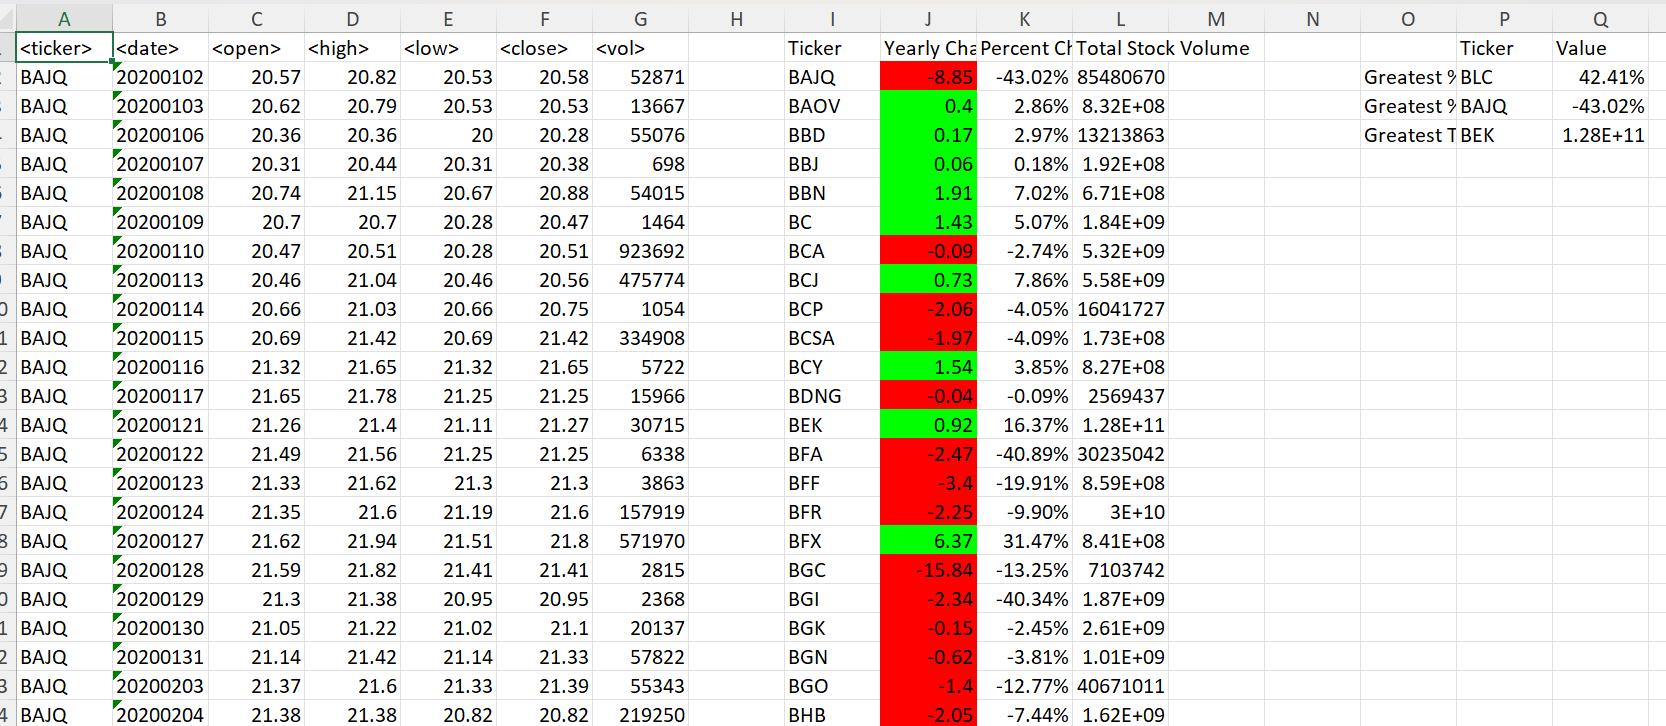 A B C D E F G H I J K L M N O P Q
<ticker> <date> <open> <high> <low> <close> <vol> Ticker Yearly Cha Percent Ch Total Stock Volume Ticker Value
BAJQ 20200102 20.57 20.82 20.53 20.58 52871 BAJQ -8.85 -43.02% 85480670 Greatest % BLC 42.41%
BAJQ 20200103 20.62 20.79 20.53 20.53 13667 BAOV 0.4 2.86% 8.32E+08 Greatest % BAJQ -43.02%
BAJQ 20200106 20.36 20.36 20 20.28 55076 BBD 0.17 2.97% 13213863 Greatest T BEK 1.28E+11
BAJQ 20200107 20.31 20.44 20.31 20.38 698 BBJ 0.06 0.18% 1.92E+08
BAJQ 20200108 20.74 21.15 20.67 20.88 54015 BBN 1.91 7.02% 6.71E+08
BAJQ 20200109 20.7 20.7 20.28 20.47 1464 BC 1.43 5.07% 1.84E+09
BAJQ 20200110 20.47 20.51 20.28 20.51 923692 BCA -0.09 -2.74% 5.32E+09
BAJQ 20200113 20.46 21.04 20.46 20.56 475774 BCJ 0.73 7.86% 5.58E+09
BAJQ 20200114 20.66 21.03 20.66 20.75 1054 BCP -2.06 -4.05% 16041727
BAJQ 20200115 20.69 21.42 20.69 21.42 334908 BCSA -1.97 -4.09% 1.73E+08
BAJQ 20200116 21.32 21.65 21.32 21.65 5722 BCY 1.54 3.85% 8.27E+08
BAJQ 20200117 21.65 21.78 21.25 21.25 15966 BDNG -0.04 -0.09% 2569437
BAJQ 20200121 21.26 21.4 21.11 21.27 30715 BEK 0.92 16.37% 1.28E+11
BAJQ 20200122 21.49 21.56 21.25 21.25 6338 BFA -2.47 -40.89% 30235042
BAJQ 20200123 21.33 21.62 21.3 21.3 3863 BFF -3.4 -19.91% 8.59E+08
BAJQ 20200124 21.35 21.6 21.19 21.6 157919 BFR -2.25 -9.90% 3E+10
BAJQ 20200127 21.62 21.94 21.51 21.8 571970 BFX 6.37 31.47% 8.41E+08
BAJQ 20200128 21.59 21.82 21.41 21.41 2815 BGC -15.84 -13.25% 7103742
BAJQ 20200129 21.3 21.38 20.95 20.95 2368 BGI -2.34 -40.34% 1.87E+09
BAJQ 20200130 21.05 21.22 21.02 21.1 20137 BGK -0.15 -2.45% 2.61E+09
BAJQ 20200131 21.14 21.42 21.14 21.33 57822 BGN -0.62 -3.81% 1.01E+09
BAJQ 20200203 21.37 21.6 21.33 21.39 55343 BGO -1.4 -12.77% 40671011
BAJQ 20200204 21.38 21.38 20.82 20.82 219250 BHB -2.05 -7.44% 1.62E+09